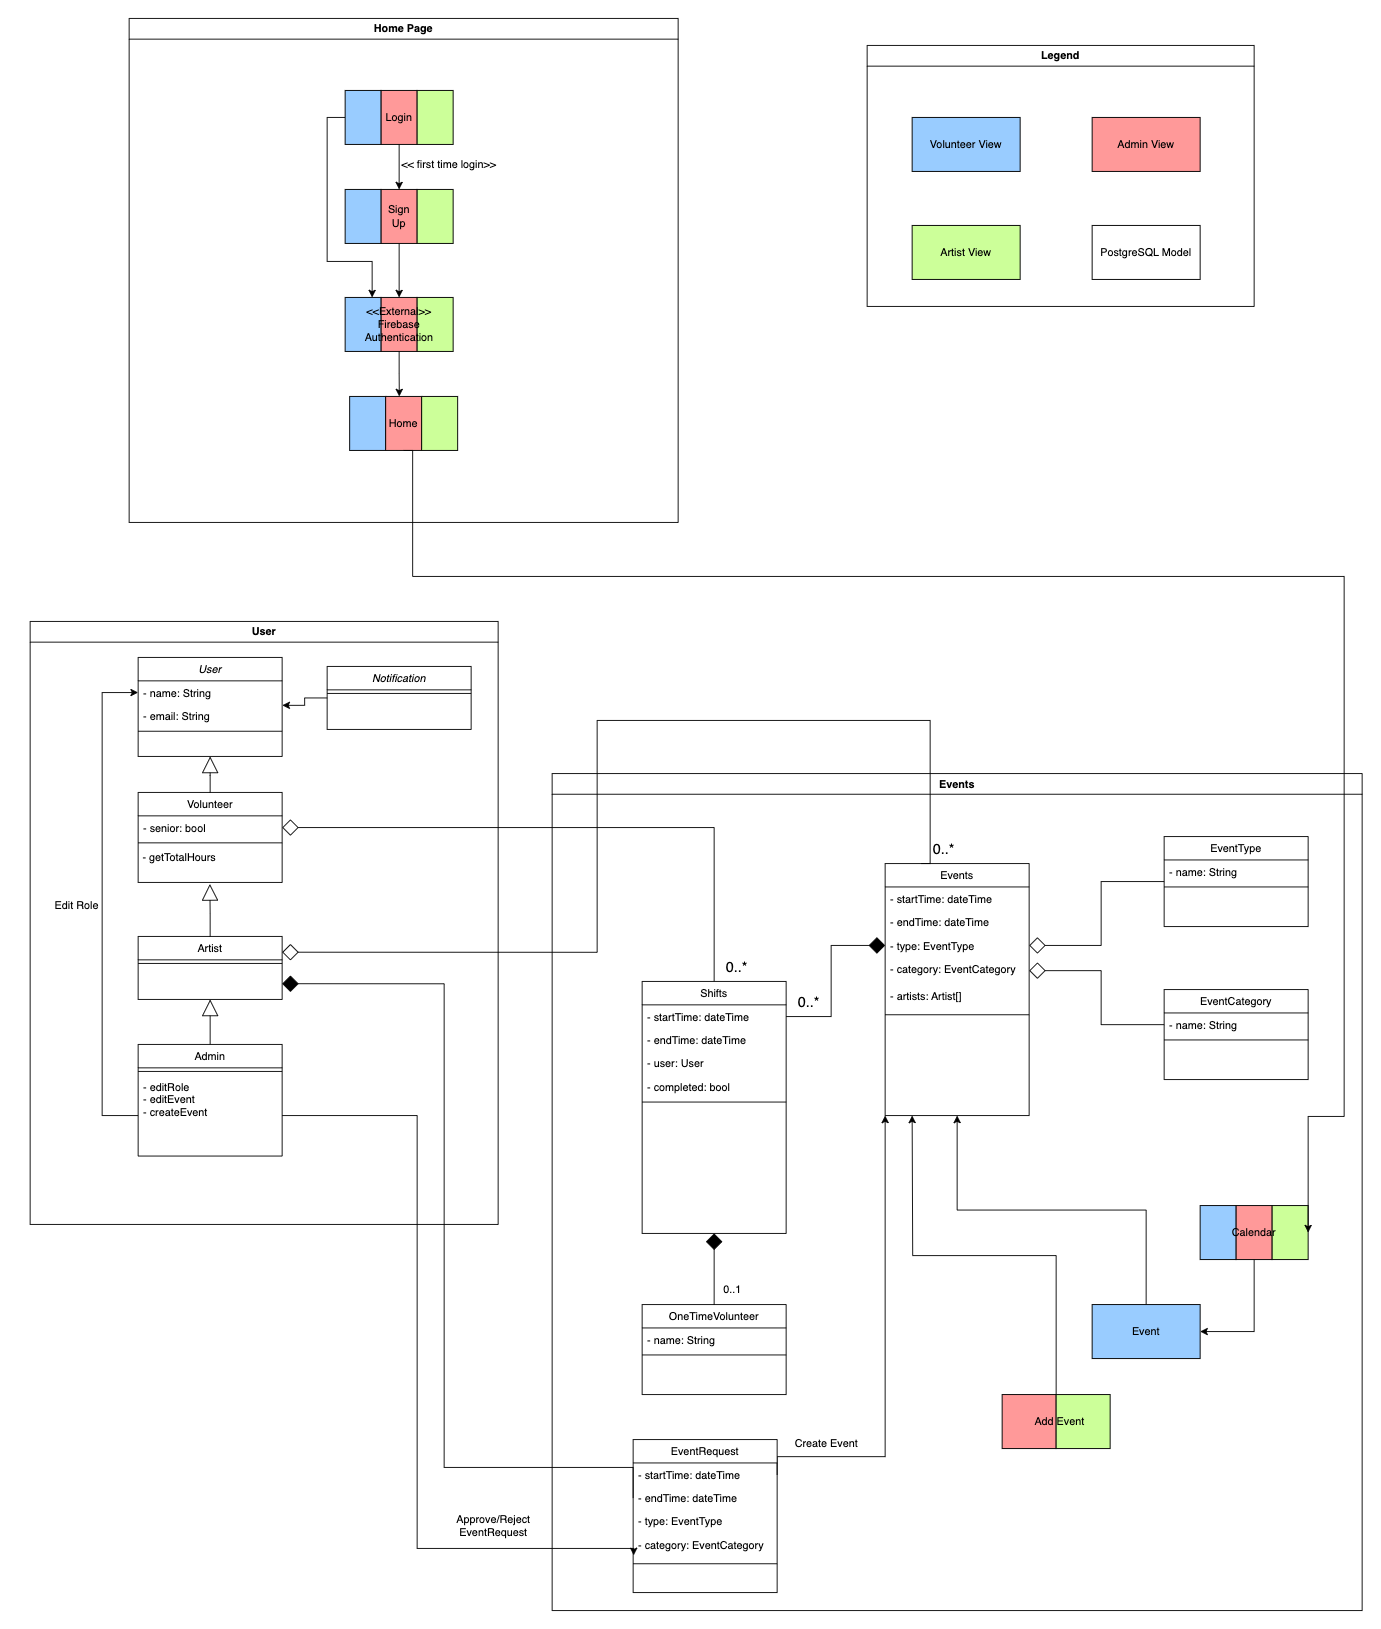 Home Page
Login
<< first time login>>
Sign
Up
<<External>>
Firebase
Authentication
Home
Legend
Volunteer View
Admin View
Artist View
PostgreSQL Model
User
User
- name: String
- email: String
Notification
Volunteer
- senior: bool
- getTotalHours
Edit Role
Artist
Admin
- editRole
- editEvent
- createEvent
Events
0..*
Events
- startTime: dateTime
- endTime: dateTime
- type: EventType
- category: EventCategory
- artists: Artist[]
EventType
- name: String
EventCategory
- name: String
0..*
0..*
Shifts
- startTime: dateTime
- endTime: dateTime
- user: User
- completed: bool
0..1
OneTimeVolunteer
- name: String
Calendar
Event
Add Event
Create Event
EventRequest
- startTime: dateTime
- endTime: dateTime
- type: EventType
- category: EventCategory
Approve/Reject
EventRequest